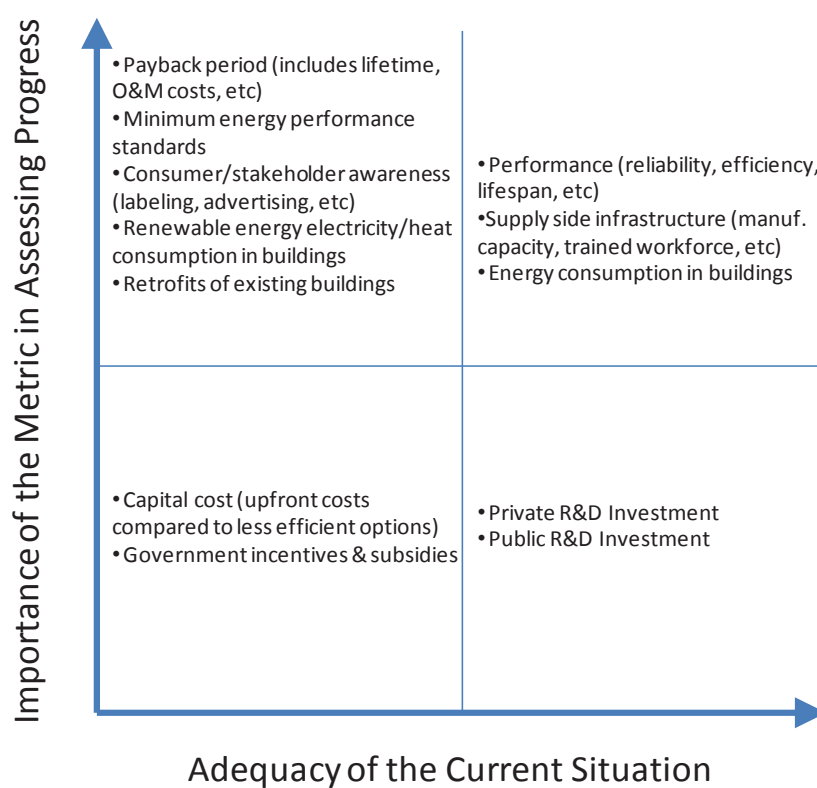 Importance of the Metric in Assessing Progress
• Payback period (includes lifetime,
O&M costs, etc)
• Minimum energy performance
standards
• Consumer/stakeholder awareness
(labeling, advertising, etc)
• Renewable energy electricity/heat
consumption in buildings
• Retrofits of existing buildings
• Performance (reliability, efficiency,
lifespan, etc)
• Supply side infrastructure (manuf.
capacity, trained workforce, etc)
• Energy consumption in buildings
• Capital cost (upfront costs
compared to less efficient options)
• Government incentives & subsidies
• Private R&D Investment
• Public R&D Investment
Adequacy of the Current Situation